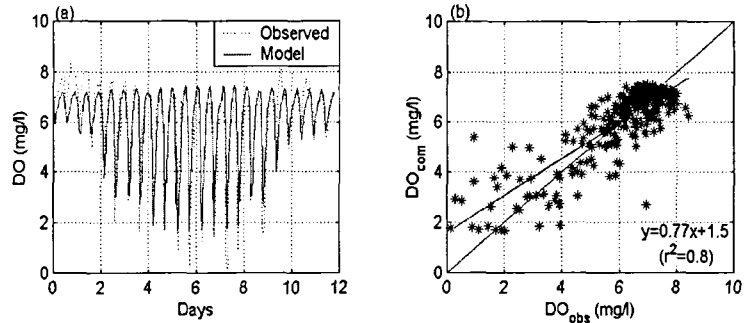 (a)
Observed
Model
10
8
6
4
2
0
DO (mg/l)
0 2 4 6 8 10 12
Days
(b)
10
8
6
4
2
0
DO_com (mg/l)
y=0.77x+1.5
(r²=0.8)
0 2 4 6 8 10
DO_obs (mg/l)